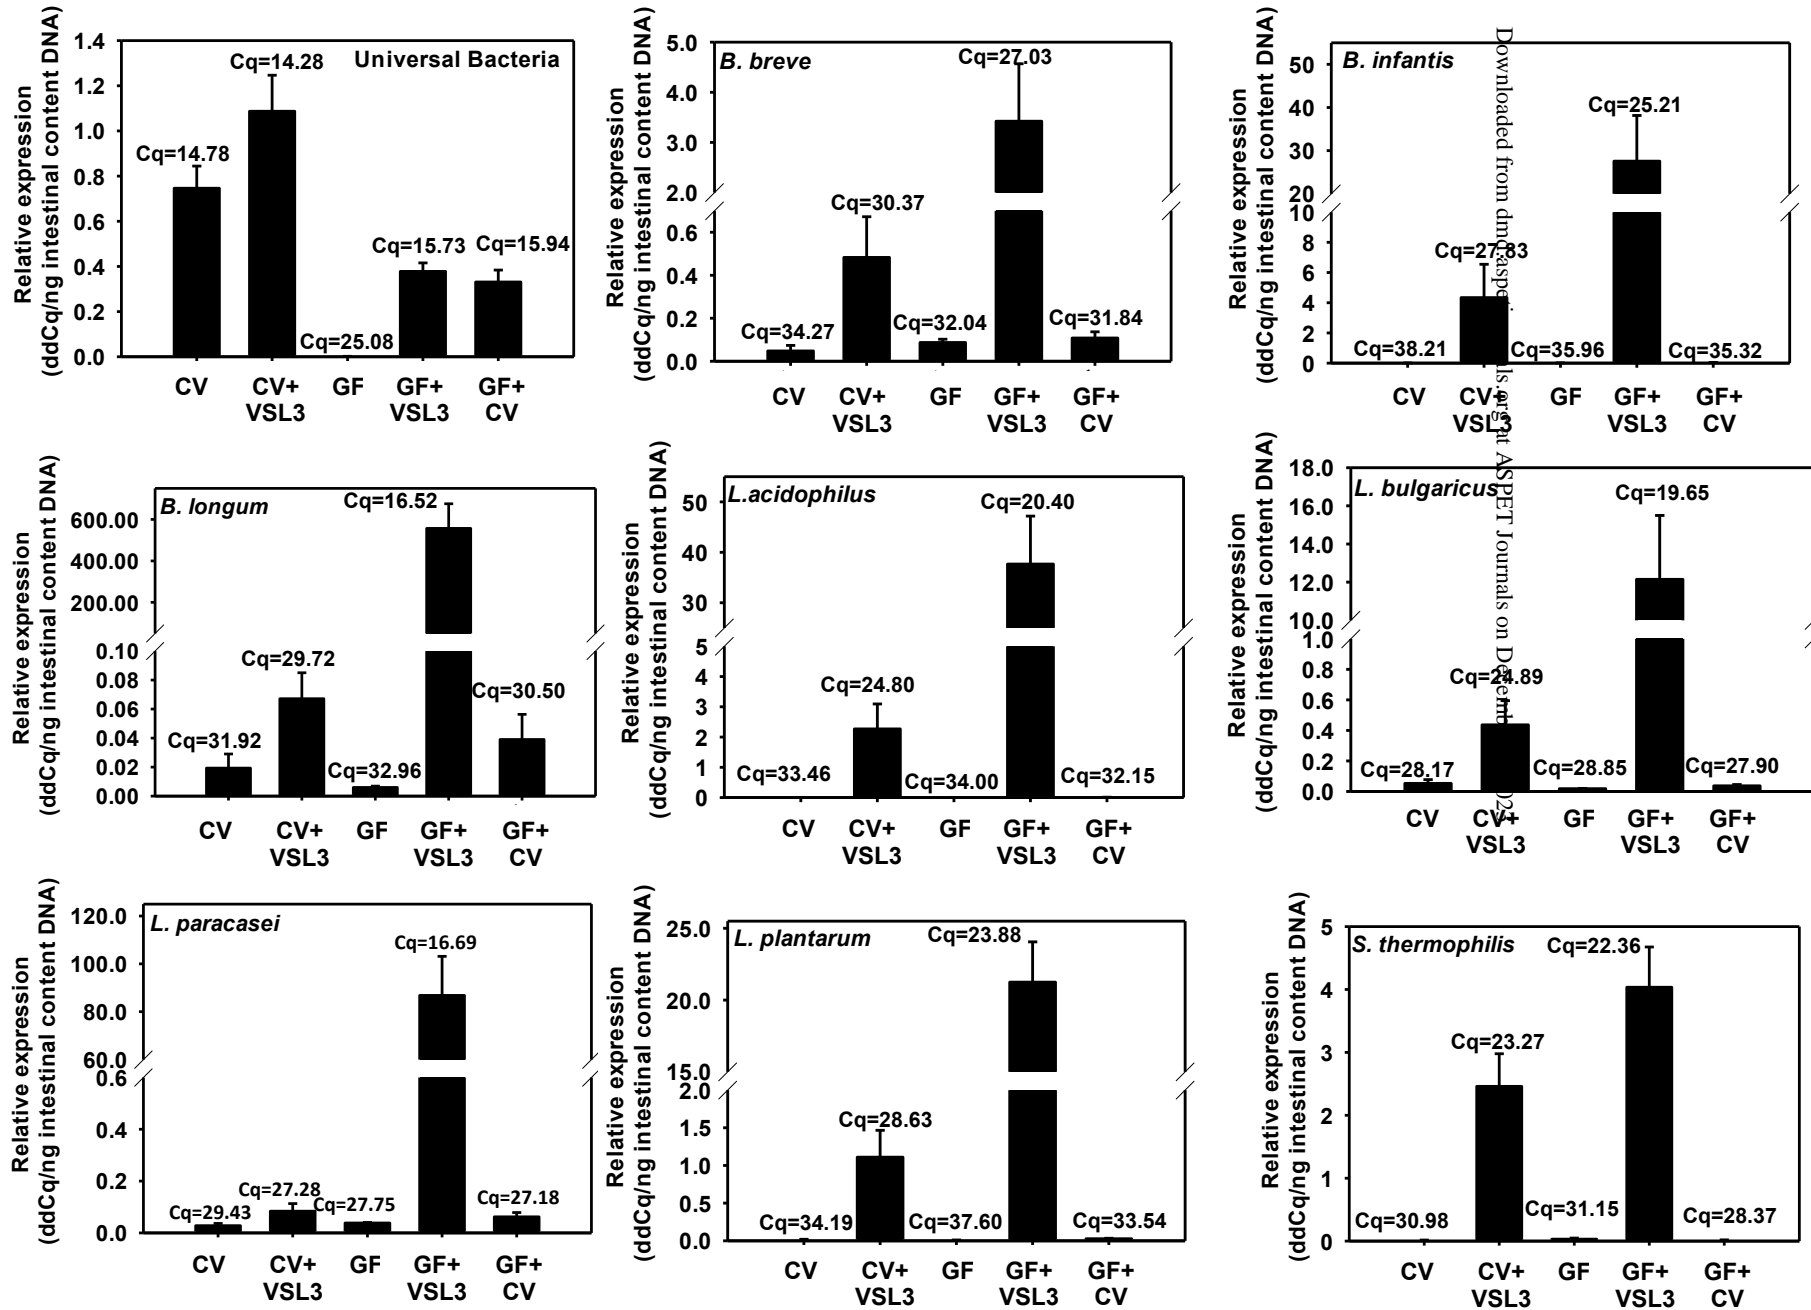 Universal Bacteria
Relative expression
(ddCq/ng intestinal content DNA)
1.4
1.2
1.0
0.8
0.6
0.4
0.2
0.0
Cq=14.78
Cq=14.28
Cq=25.08
Cq=15.73
Cq=15.94
CV
CV+
VSL3
GF
GF+
VSL3
GF+
CV
B. breve
Relative expression
(ddCq/ng intestinal content DNA)
5.0
4.0
3.0
2.0
0.6
0.4
0.2
0.0
Cq=34.27
Cq=30.37
Cq=32.04
Cq=27.03
Cq=31.84
CV
CV+
VSL3
GF
GF+
VSL3
GF+
CV
B. infantis
Relative expression
(ddCq/ng intestinal content DNA)
50
40
30
20
10
8
6
4
2
0
Cq=38.21
Cq=27.83
Cq=35.96
Cq=25.21
Cq=35.32
CV
CV+
VSL3
GF
GF+
VSL3
GF+
CV
B. longum
Relative expression
(ddCq/ng intestinal content DNA)
600.00
400.00
200.00
0.10
0.08
0.06
0.04
0.02
0.00
Cq=31.92
Cq=29.72
Cq=32.96
Cq=16.52
Cq=30.50
CV
CV+
VSL3
GF
GF+
VSL3
GF+
CV
L.acidophilus
Relative expression
(ddCq/ng intestinal content DNA)
50
40
30
5
4
3
2
1
0
Cq=33.46
Cq=24.80
Cq=34.00
Cq=20.40
Cq=32.15
CV
CV+
VSL3
GF
GF+
VSL3
GF+
CV
L. bulgaricus
Relative expression
(ddCq/ng intestinal content DNA)
18.0
16.0
14.0
12.0
10.0
1.0
0.8
0.6
0.4
0.2
0.0
Cq=28.17
Cq=24.89
Cq=28.85
Cq=19.65
Cq=27.90
CV
CV+
VSL3
GF
GF+
VSL3
GF+
CV
L. paracasei
Relative expression
(ddCq/ng intestinal content DNA)
120.0
100.0
80.0
60.0
0.6
0.4
0.2
0.0
Cq=29.43
Cq=27.28
Cq=27.75
Cq=16.69
Cq=27.18
CV
CV+
VSL3
GF
GF+
VSL3
GF+
CV
L. plantarum
Relative expression
(ddCq/ng intestinal content DNA)
25.0
20.0
15.0
2.0
1.5
1.0
0.5
0.0
Cq=34.19
Cq=28.63
Cq=37.60
Cq=23.88
Cq=33.54
CV
CV+
VSL3
GF
GF+
VSL3
GF+
CV
S. thermophilis
Relative expression
(ddCq/ng intestinal content DNA)
5
4
3
2
1
0
Cq=30.98
Cq=23.27
Cq=31.15
Cq=22.36
Cq=28.37
CV
CV+
VSL3
GF
GF+
VSL3
GF+
CV
Downloaded from at ASPET Journals on